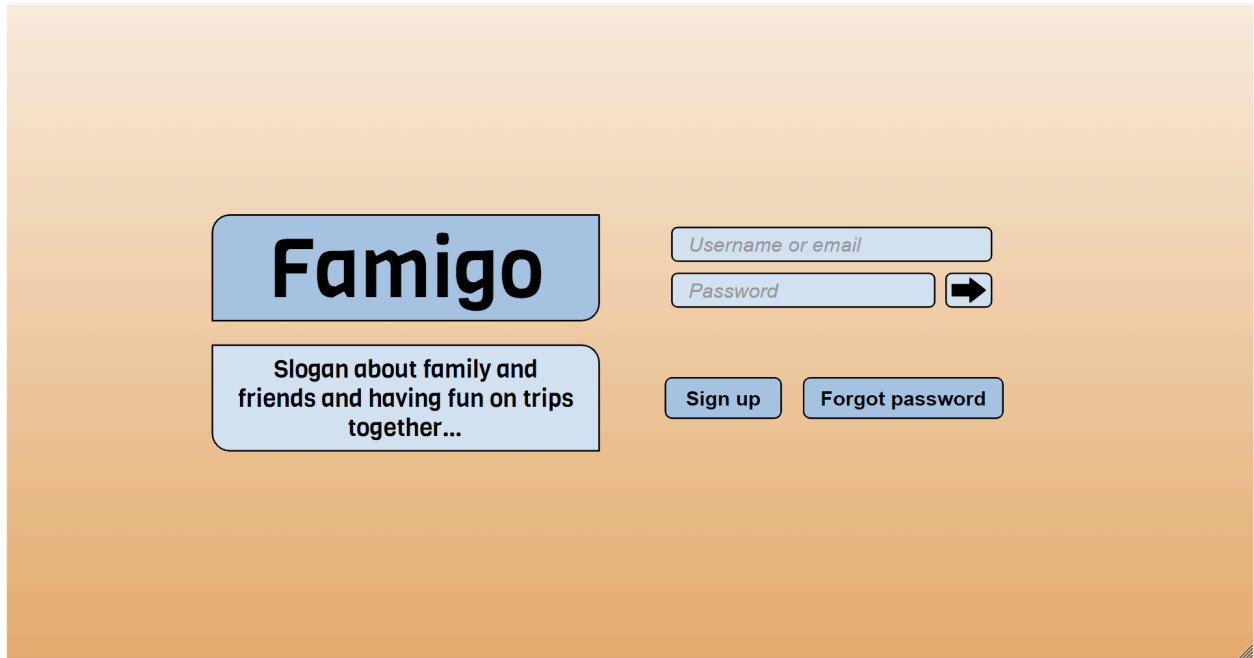 Famigo
Slogan about family and
friends and having fun on trips
together...
Username or email
Password
Sign up
Forgot password